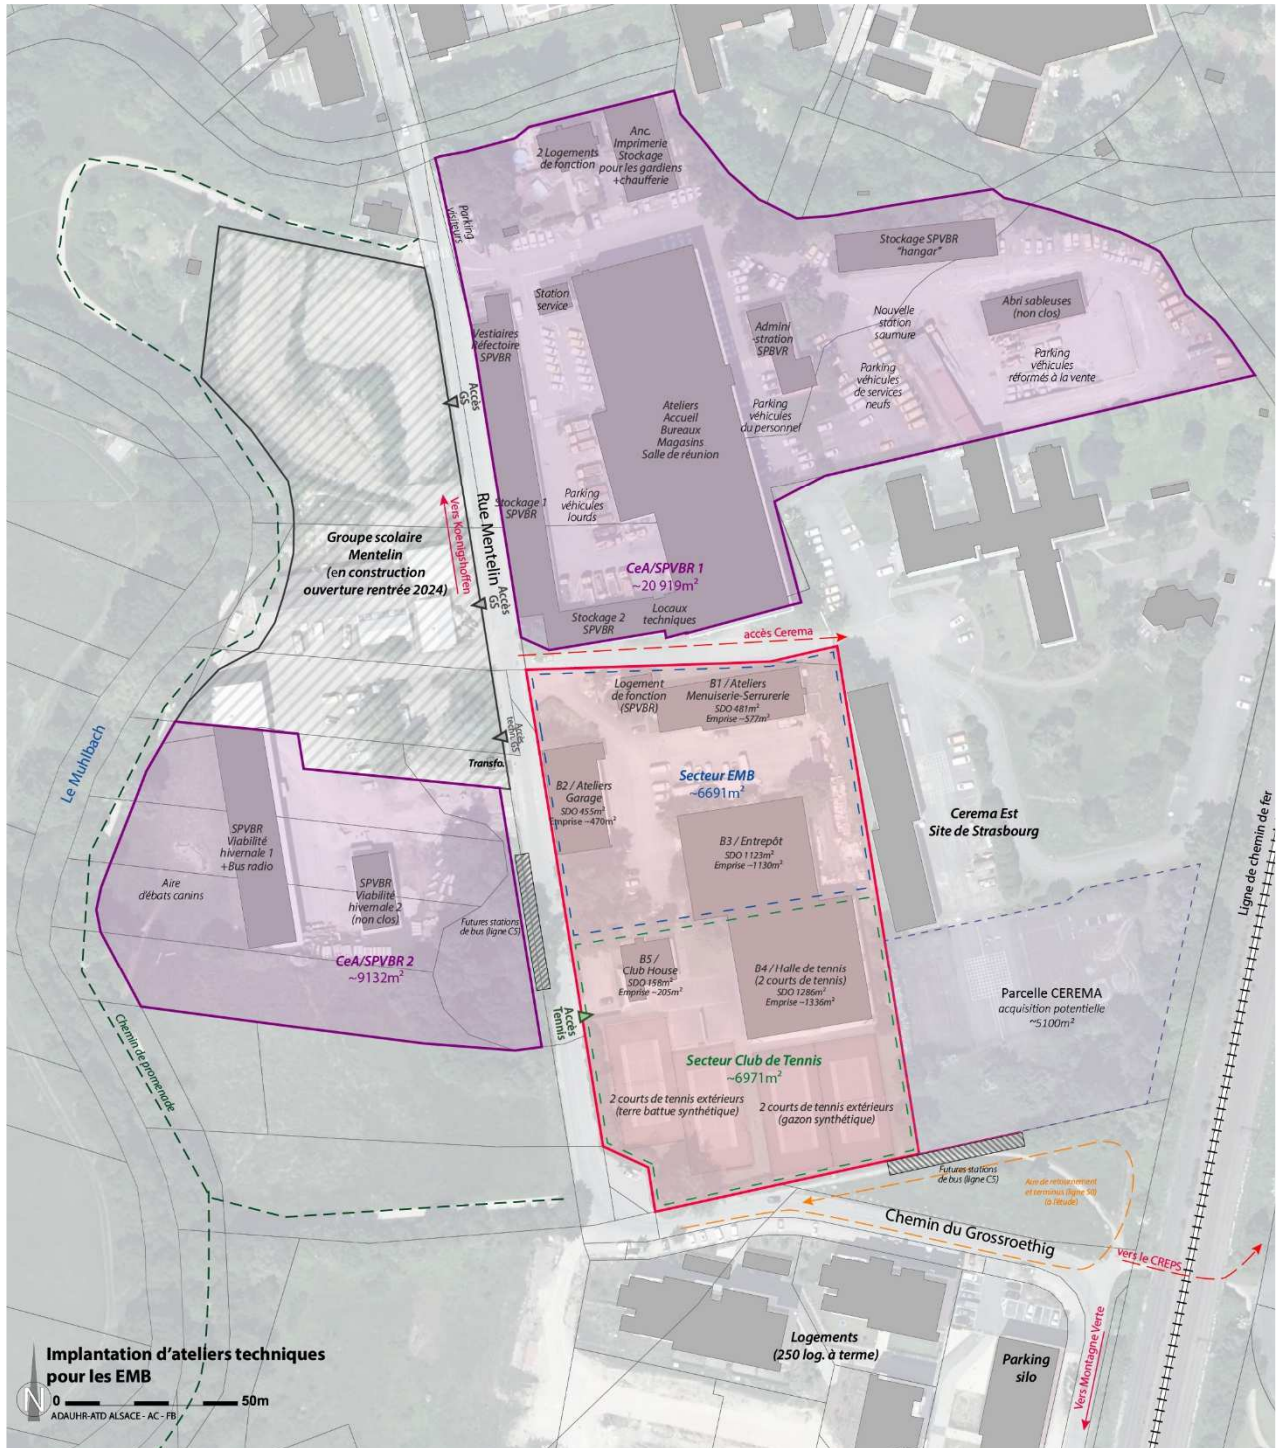 Anc.
Imprimerie
Stockage
pour les gardiens
+chaufferie
2 Logements
de fonction
Parking
visiteurs
Stockage SPVBR
"hangar"
Station
service
Abri sableuses
(non clos)
Vestiaires
Réfectoire
SPVBR
Admini
-stration
SPBVR
Nouvelle
station
saumure
Parking
véhicules
réformés à la vente
Parking
véhicules
de services
neufs
Accès
GS
Parking
véhicules
du personnel
Ateliers
Accueil
Bureaux
Magasins
Salle de réunion
Stockage 1
SPVBR
Parking
véhicules
lourds
Rue Mentelin
Vers Koenigshoffen
Groupe scolaire
Mentelin
(en construction
ouverture rentrée 2024)
CeA/SPVBR 1
~20 919m²
Accès
GS
Stockage 2
SPVBR
Locaux
techniques
accès Cerema
Logement
de fonction
(SPVBR)
B1 / Ateliers
Menuiserie-Serrurerie
SDO 481m²
Emprise ~577m²
Accès
techn. GS
Transfo.
Le Muhlbach
Secteur EMB
~6691m²
B2 / Ateliers
Garage
SDO 455m²
Emprise ~470m²
Cerema Est
Site de Strasbourg
SPVBR
Viabilité
hivernale 1
+Bus radio
B3 / Entrepôt
SDO 1123m²
Emprise ~1130m²
Ligne de chemin de fer
Aire
d'ébats canins
SPVBR
Viabilité
hivernale 2
(non clos)
Futures stations
de bus (ligne C5)
CeA/SPVBR 2
~9132m²
B5 /
Club House
SDO 158m²
Emprise ~205m²
B4 / Halle de tennis
(2 courts de tennis)
SDO 1286m²
Emprise ~1336m²
Parcelle CEREMA
acquisition potentielle
~5100m²
Accès
Tennis
Chemin de promenade
Secteur Club de Tennis
~6971m²
2 courts de tennis extérieurs
(terre battue synthétique)
2 courts de tennis extérieurs
(gazon synthétique)
Futures stations
de bus (ligne C5)
Aire de retournement
et terminus (ligne 50)
(à l'étude)
Chemin du Grossroethig
vers le CREPS
Logements
(250 log. à terme)
Parking
silo
Vers Montagne Verte
Implantation d'ateliers techniques
pour les EMB
N
0 50m
ADAUHR-ATD ALSACE - AC - FB